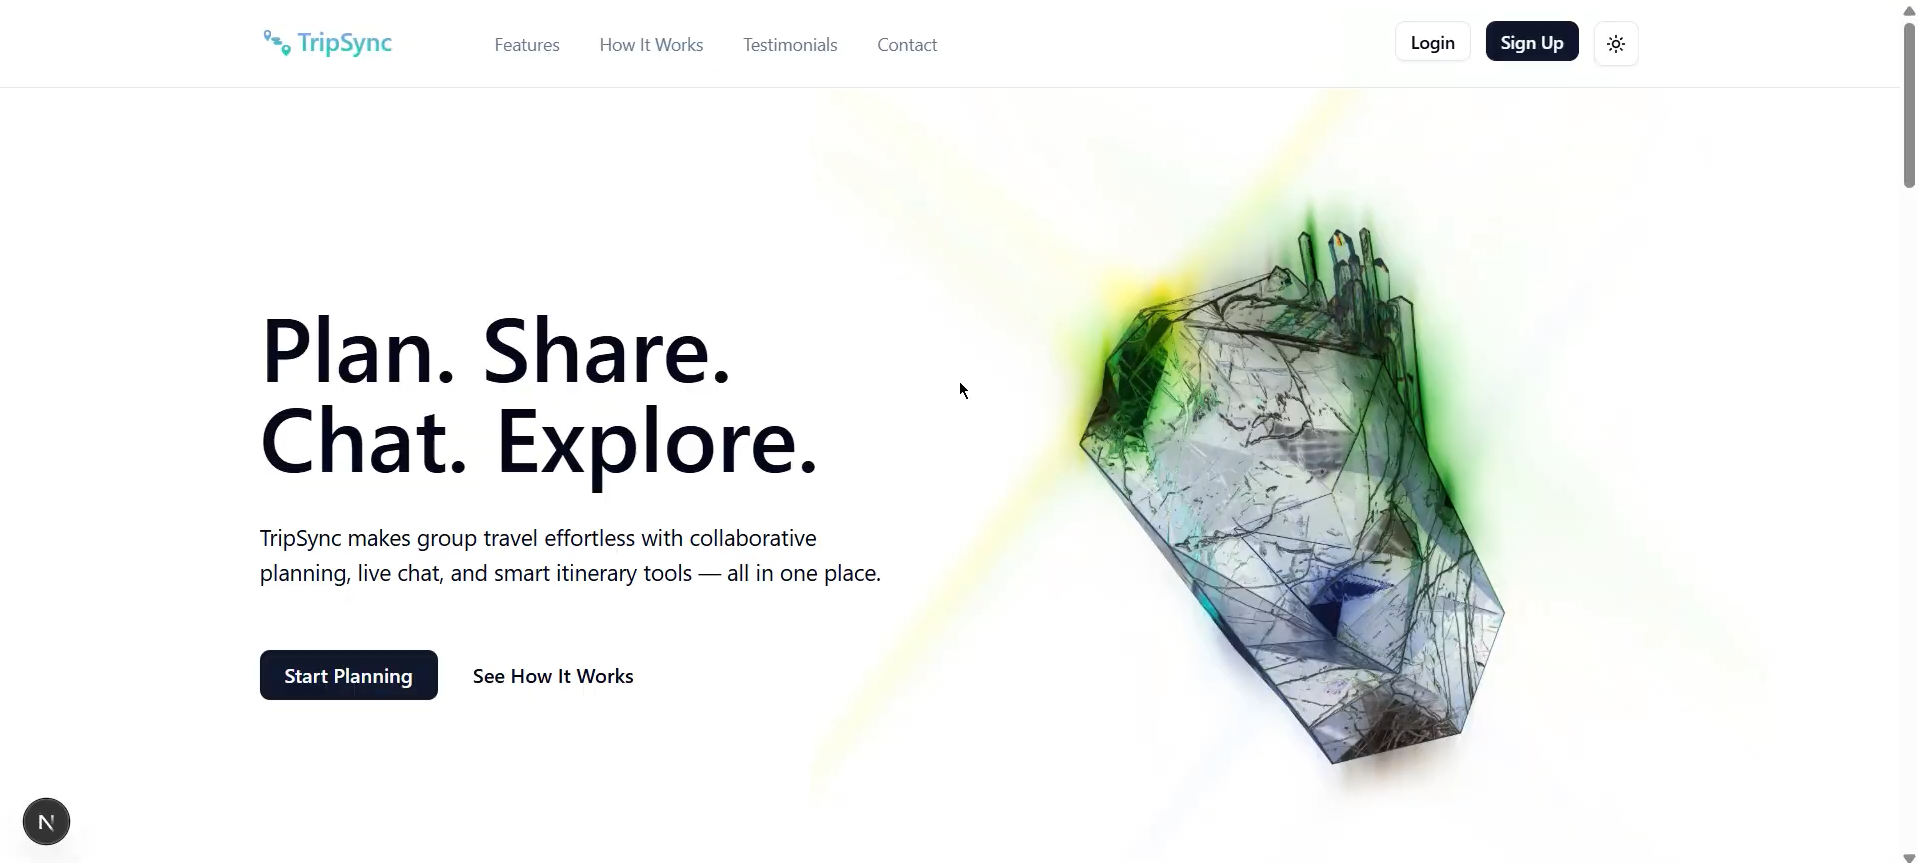 TripSync
Features
How It Works
Testimonials
Contact
Login
Sign Up
Plan. Share.
Chat. Explore.
TripSync makes group travel effortless with collaborative
planning, live chat, and smart itinerary tools — all in one place.
Start Planning
See How It Works
N